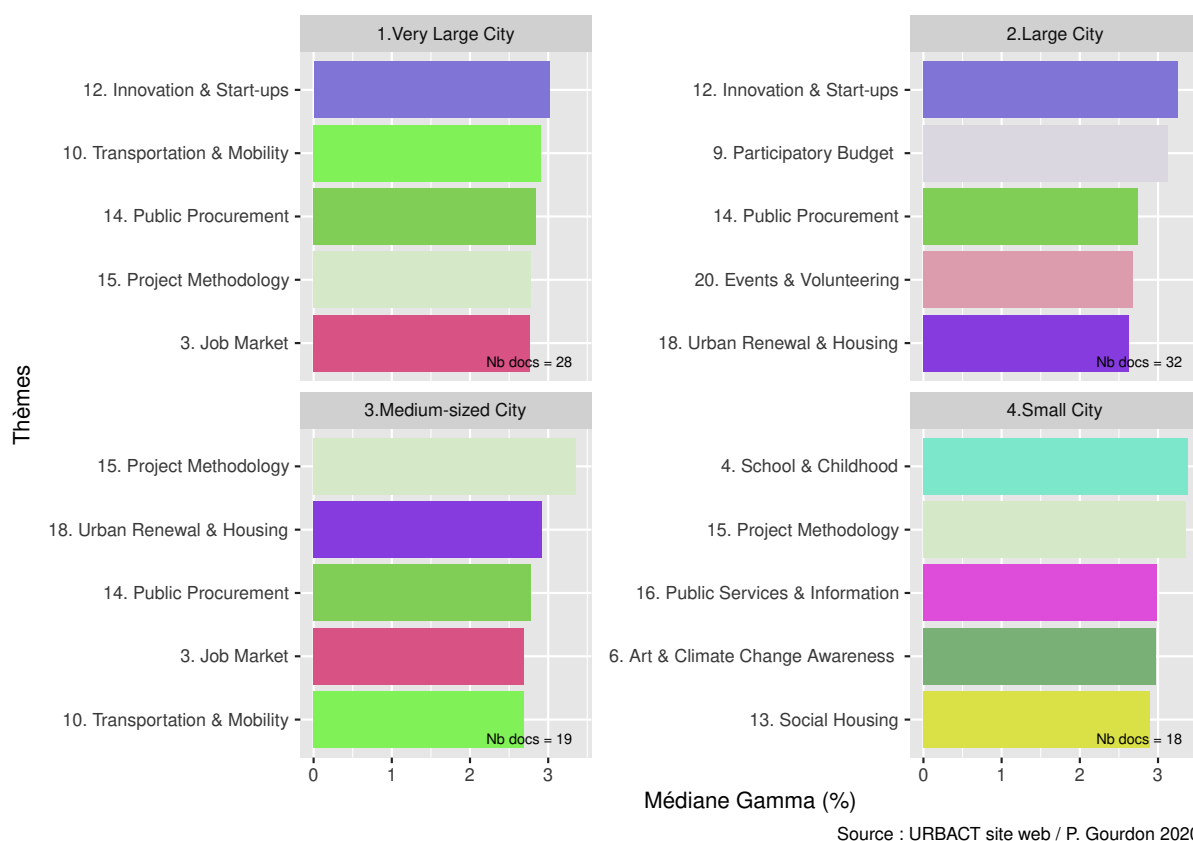 1.Very Large City
12. Innovation & Start-ups
10. Transportation & Mobility
14. Public Procurement
15. Project Methodology
3. Job Market
Nb docs = 28
2.Large City
12. Innovation & Start-ups
9. Participatory Budget
14. Public Procurement
20. Events & Volunteering
18. Urban Renewal & Housing
Nb docs = 32
Thèmes
3.Medium-sized City
15. Project Methodology
18. Urban Renewal & Housing
14. Public Procurement
3. Job Market
10. Transportation & Mobility
Nb docs = 19
0 1 2 3
4.Small City
4. School & Childhood
15. Project Methodology
16. Public Services & Information
6. Art & Climate Change Awareness
13. Social Housing
Nb docs = 18
0 1 2 3
Médiane Gamma (%)
Source : URBACT site web / P. Gourdon 2020